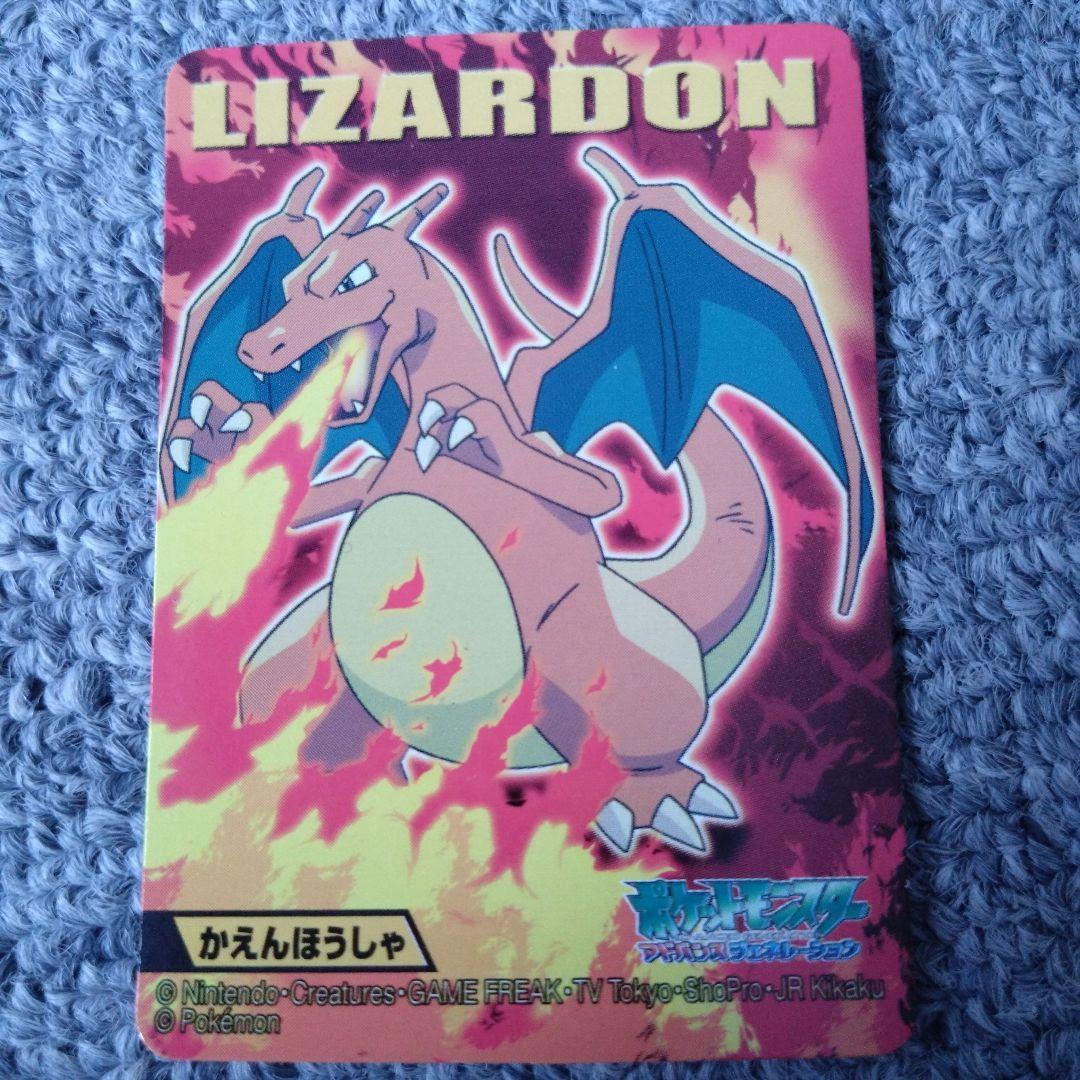 LIZARDON
かえんほうしゃ
ポケットモンスター
アドバンスジェネレーション
© Nintendo・Creatures・GAME FREAK・TV Tokyo・ShoPro・JR Kikaku
© Pokémon